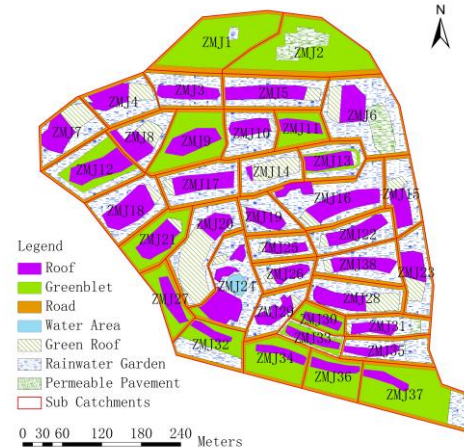 N
ZMJ1
ZMJ2
ZMJ3
ZMJ4
ZMJ5
ZMJ6
ZMJ7
ZMJ8
ZMJ9
ZMJ10
ZMJ11
ZMJ12
ZMJ13
ZMJ14
ZMJ15
ZMJ16
ZMJ17
ZMJ18
ZMJ19
ZMJ20
ZMJ21
ZMJ22
ZMJ23
ZMJ24
ZMJ25
ZMJ26
ZMJ27
ZMJ28
ZMJ29
ZMJ30
ZMJ31
ZMJ32
ZMJ33
ZMJ34
ZMJ35
ZMJ36
ZMJ37
ZMJ38
Legend
Roof
Greenblet
Road
Water Area
Green Roof
Rainwater Garden
Permeable Pavement
Sub Catchments
0 30 60 120 180 240 Meters